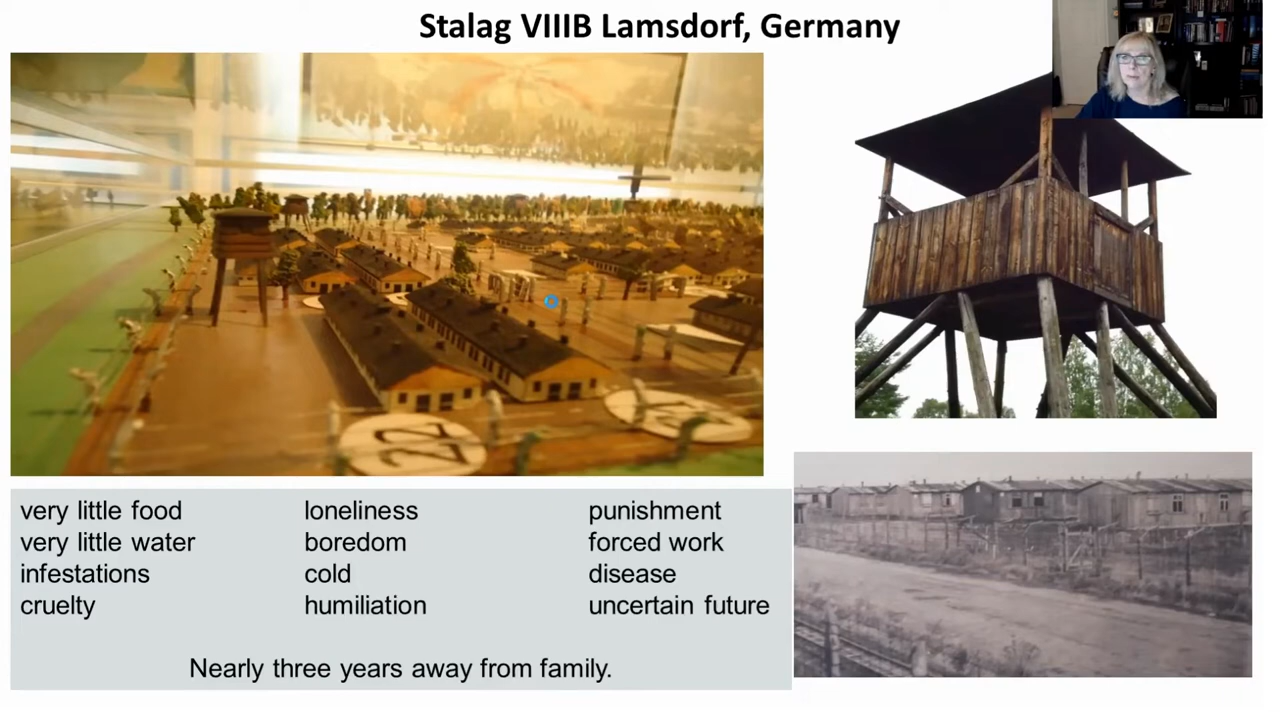 Stalag VIIIB Lamsdorf, Germany
22
very little food
very little water
infestations
cruelty
loneliness
boredom
cold
humiliation
punishment
forced work
disease
uncertain future
Nearly three years away from family.